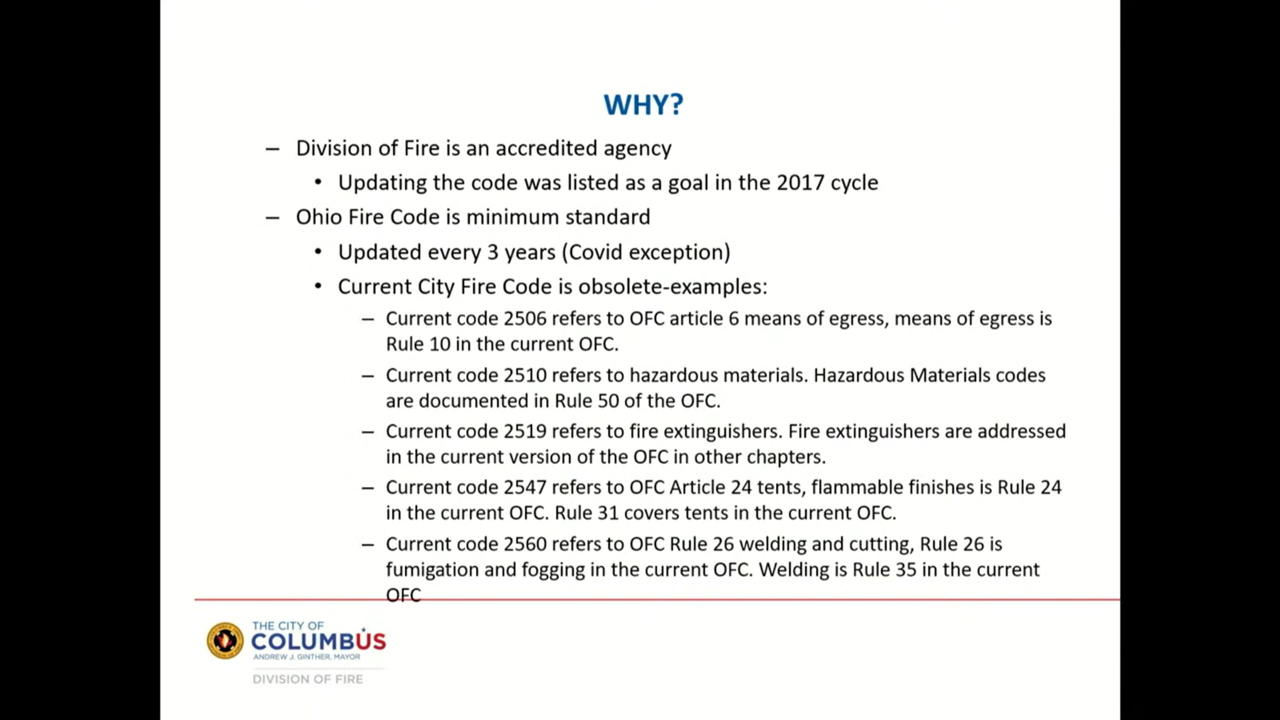 WHY?
– Division of Fire is an accredited agency
• Updating the code was listed as a goal in the 2017 cycle
– Ohio Fire Code is minimum standard
• Updated every 3 years (Covid exception)
• Current City Fire Code is obsolete-examples:
– Current code 2506 refers to OFC article 6 means of egress, means of egress is
Rule 10 in the current OFC.
– Current code 2510 refers to hazardous materials. Hazardous Materials codes
are documented in Rule 50 of the OFC.
– Current code 2519 refers to fire extinguishers. Fire extinguishers are addressed
in the current version of the OFC in other chapters.
– Current code 2547 refers to OFC Article 24 tents, flammable finishes is Rule 24
in the current OFC. Rule 31 covers tents in the current OFC.
– Current code 2560 refers to OFC Rule 26 welding and cutting, Rule 26 is
fumigation and fogging in the current OFC. Welding is Rule 35 in the current
OFC
THE CITY OF
COLUMBUS
ANDREW J. GINTHER, MAYOR
DIVISION OF FIRE